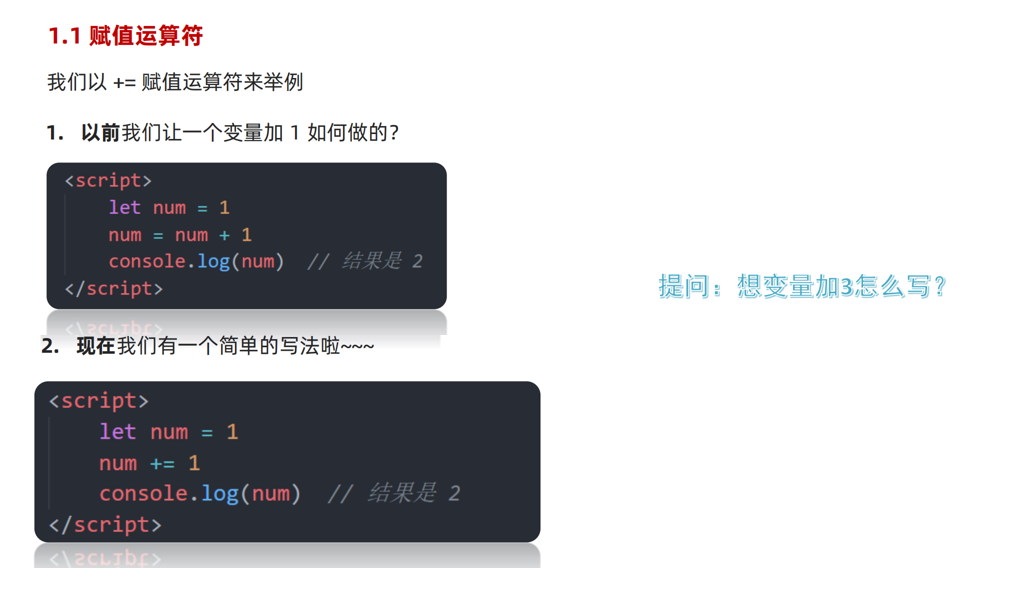 1.1 赋值运算符
我们以 += 赋值运算符来举例
1. 以前我们让一个变量加 1 如何做的？
<script>
let num = 1
num = num + 1
console.log(num) // 结果是 2
</script>
提问：想变量加3怎么写？
2. 现在我们有一个简单的写法啦~~~
<script>
let num = 1
num += 1
console.log(num) // 结果是 2
</script>